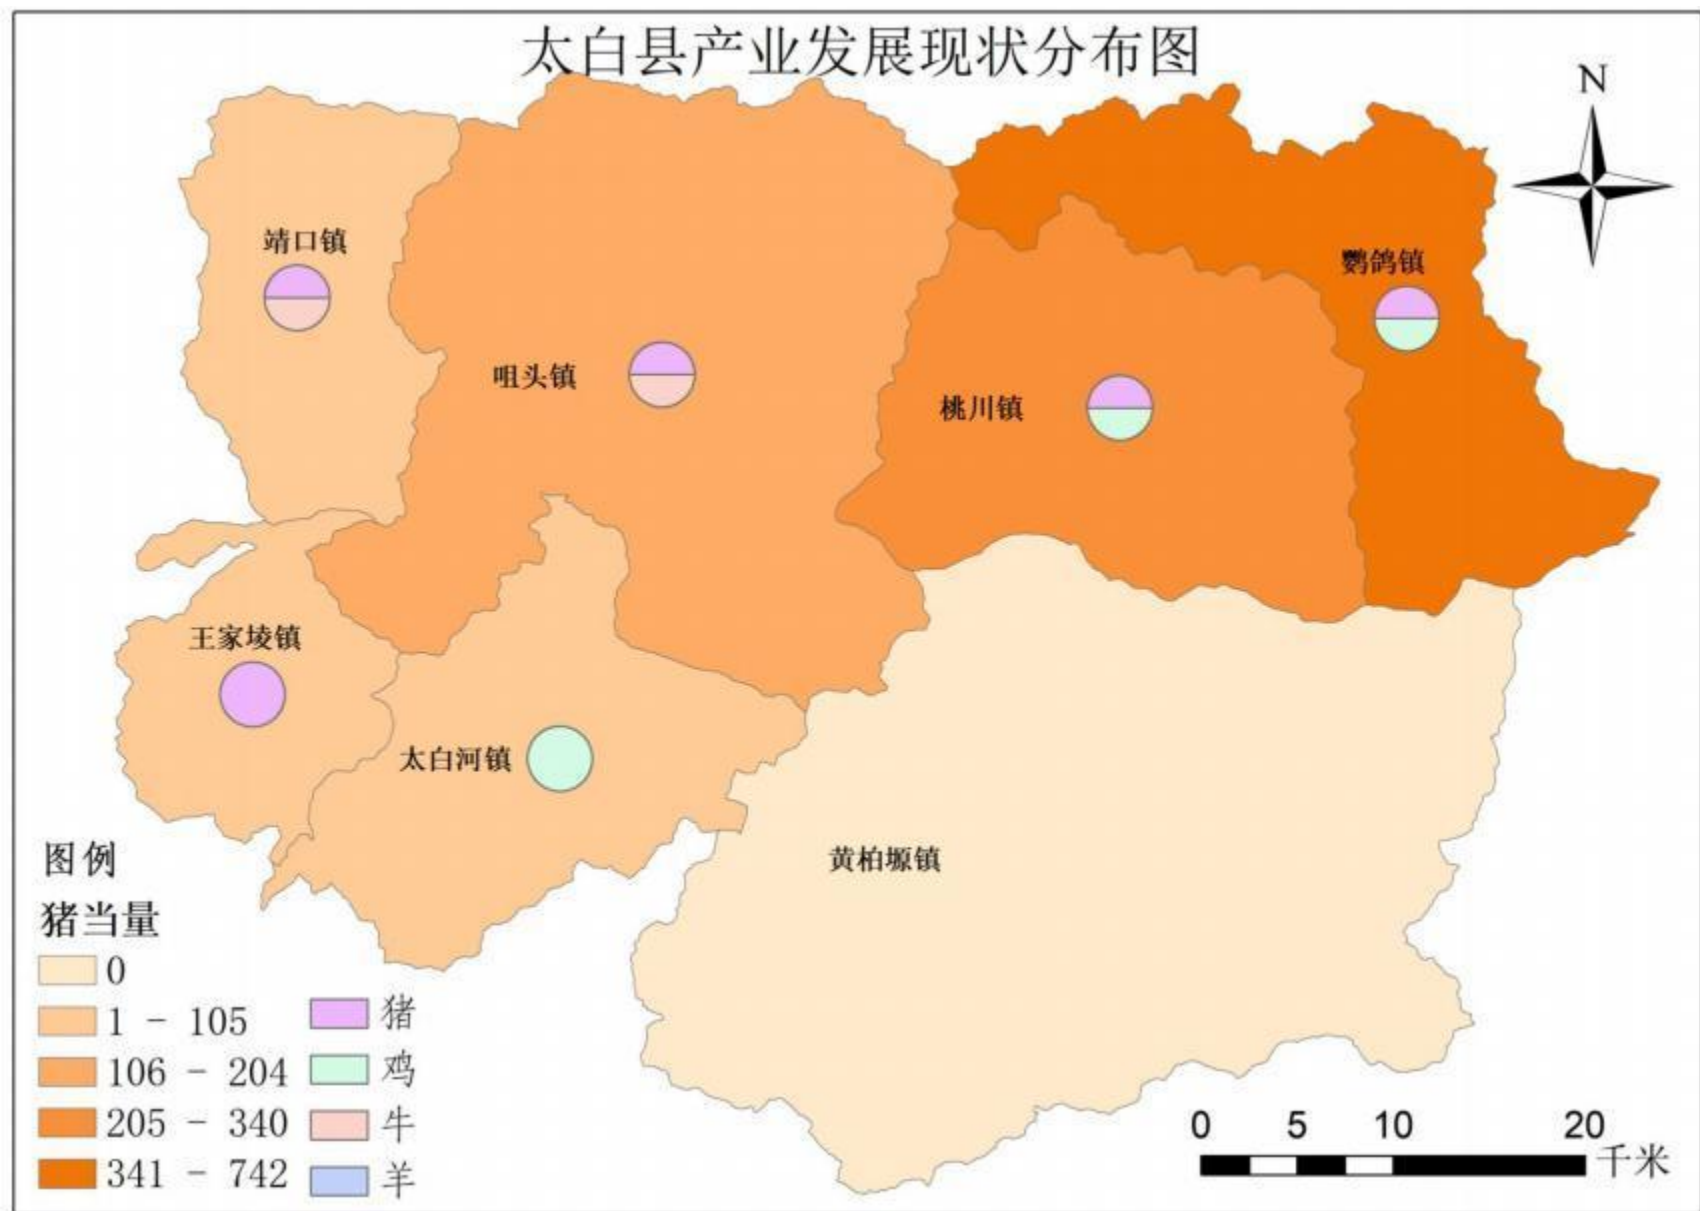 太白县产业发展现状分布图
N
靖口镇
鹦鸽镇
咀头镇
桃川镇
王家堎镇
太白河镇
黄柏塬镇
图例
猪当量
0
1 - 105
106 - 204
205 - 340
341 - 742
猪
鸡
牛
羊
0 5 10 20
千米